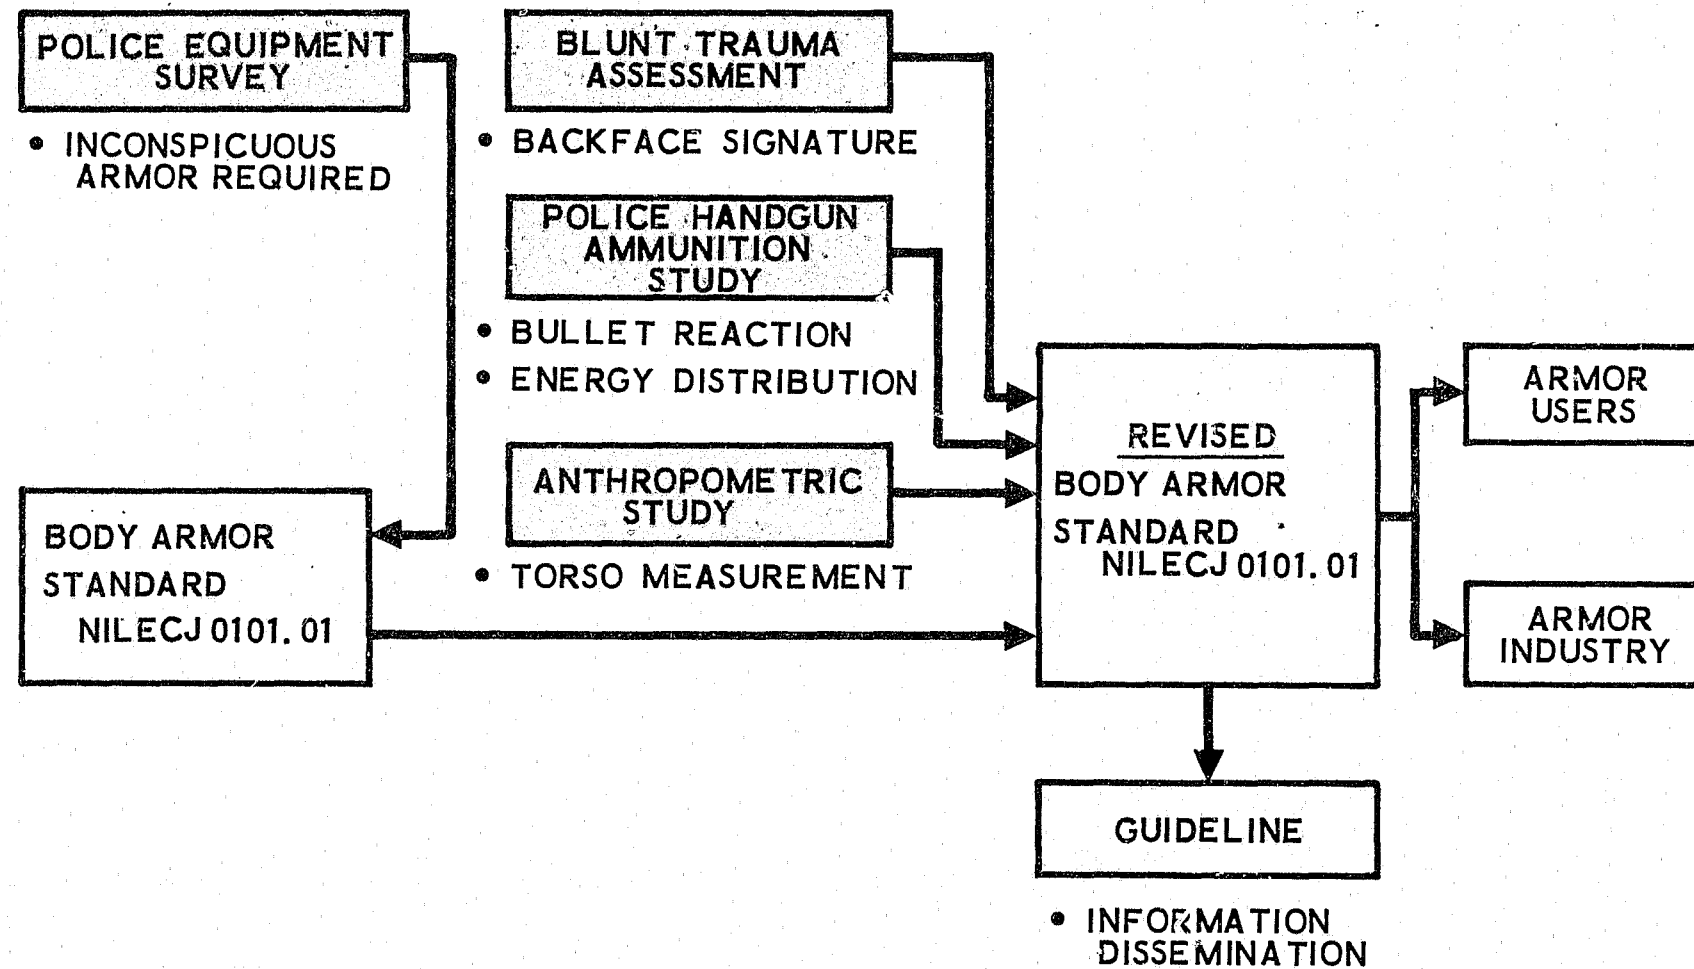 POLICE EQUIPMENT
SURVEY
• INCONSPICUOUS
ARMOR REQUIRED
BLUNT TRAUMA
ASSESSMENT
• BACKFACE SIGNATURE
POLICE HANDGUN
AMMUNITION
STUDY
• BULLET REACTION
• ENERGY DISTRIBUTION
ANTHROPOMETRIC
STUDY
• TORSO MEASUREMENT
BODY ARMOR
STANDARD
NILECJ 0101.01
REVISED
BODY ARMOR
STANDARD
NILECJ 0101.01
ARMOR
USERS
ARMOR
INDUSTRY
GUIDELINE
• INFORMATION
DISSEMINATION